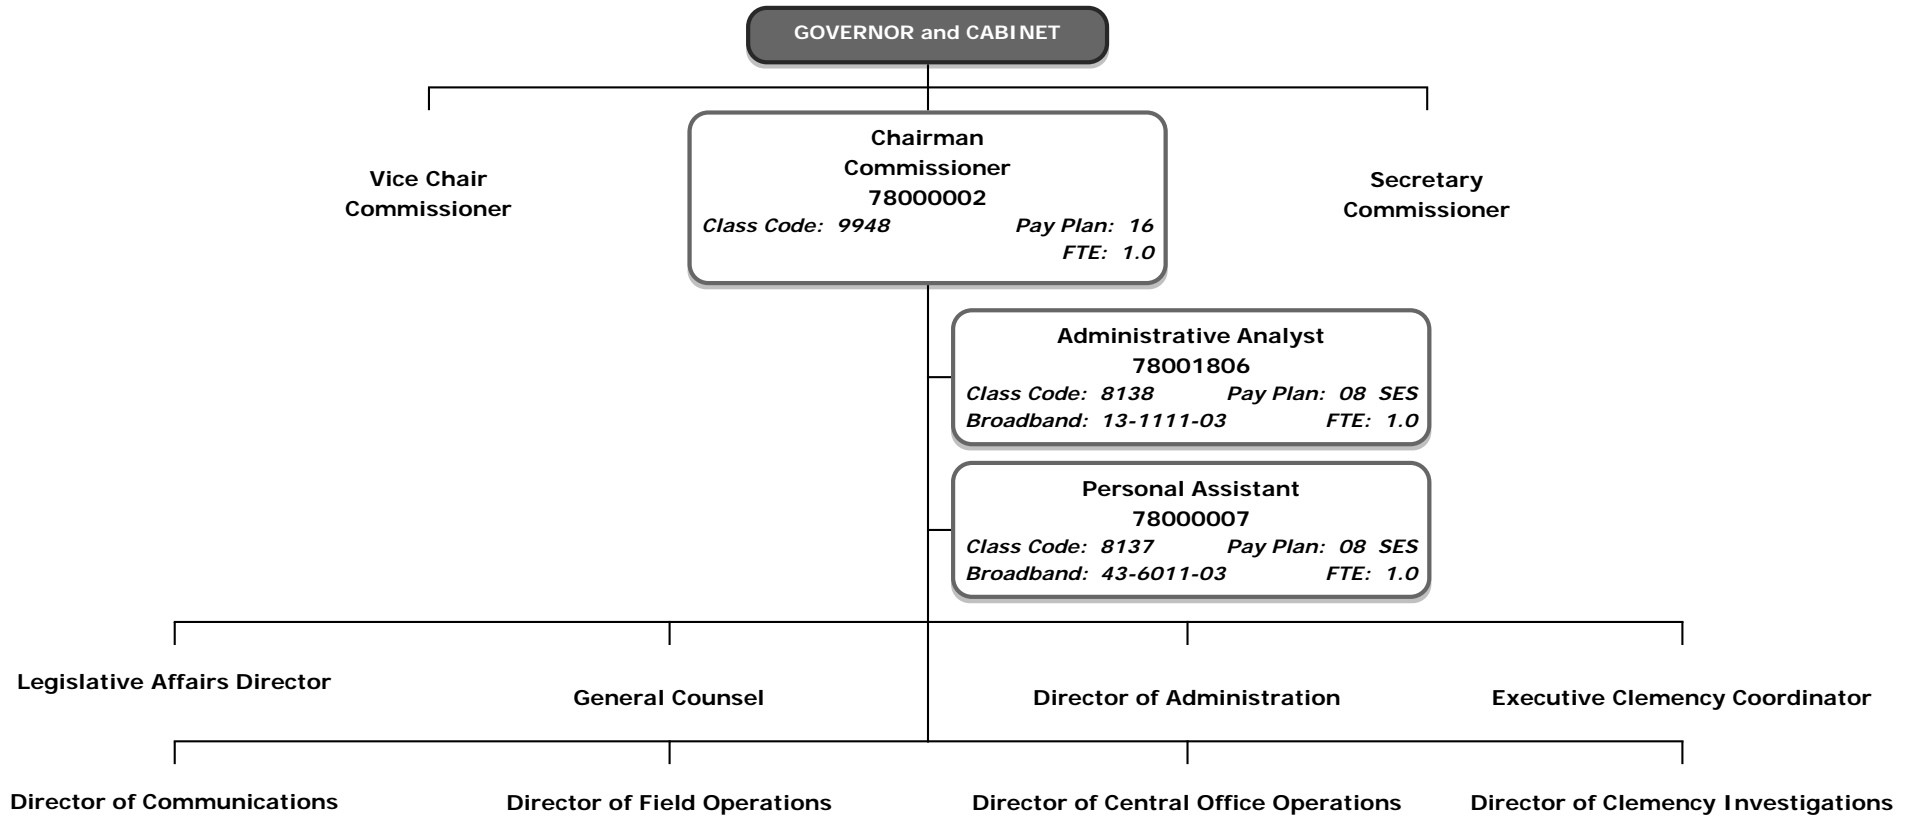 GOVERNOR and CABINET
Vice Chair
Commissioner
Chairman
Commissioner
78000002
Class Code: 9948 Pay Plan: 16
FTE: 1.0
Secretary
Commissioner
Administrative Analyst
78001806
Class Code: 8138 Pay Plan: 08 SES
Broadband: 13-1111-03 FTE: 1.0
Personal Assistant
78000007
Class Code: 8137 Pay Plan: 08 SES
Broadband: 43-6011-03 FTE: 1.0
Legislative Affairs Director
General Counsel
Director of Administration
Executive Clemency Coordinator
Director of Communications
Director of Field Operations
Director of Central Office Operations
Director of Clemency Investigations